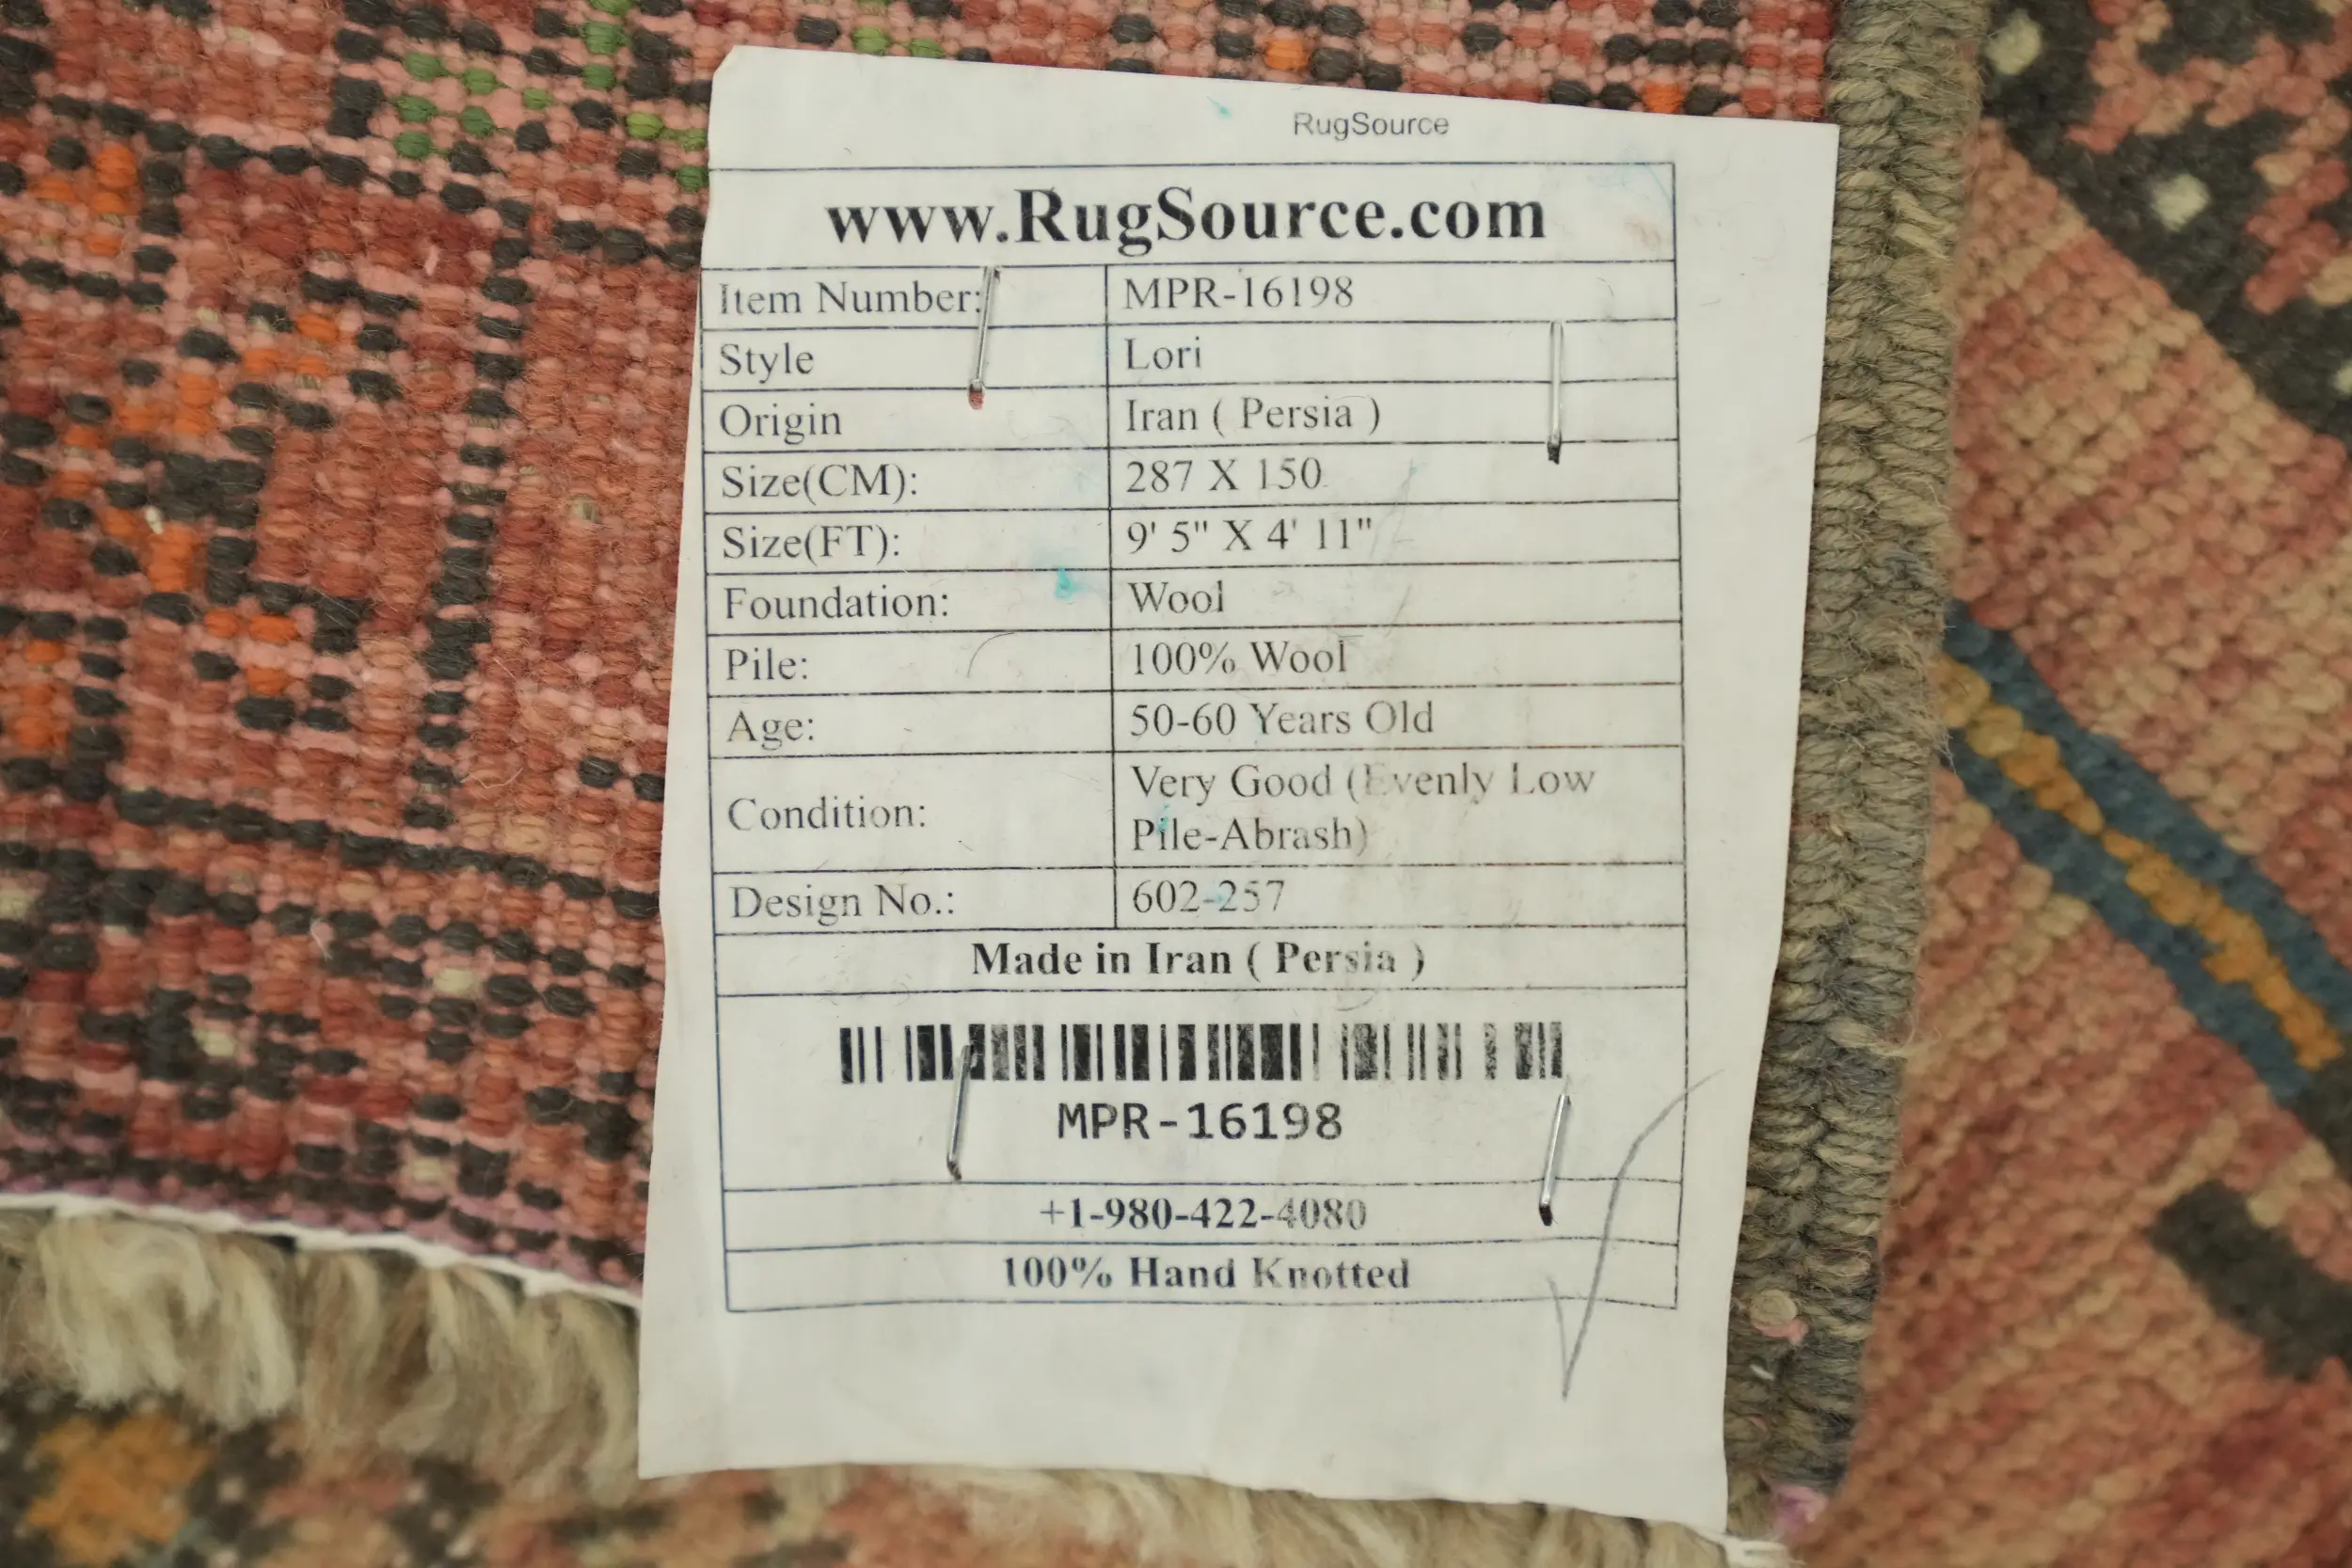 RugSource
www.RugSource.com
Item Number: MPR-16198
Style Lori
Origin Iran ( Persia )
Size(CM): 287 X 150
Size(FT): 9' 5" X 4' 11"
Foundation: Wool
Pile: 100% Wool
Age: 50-60 Years Old
Condition: Very Good (Evenly Low
Pile-Abrash)
Design No.: 602-257
Made in Iran ( Persia )
MPR-16198
+1-980-422-4080
100% Hand Knotted